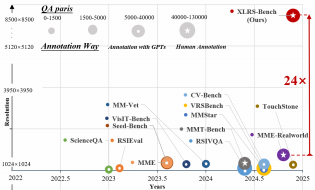 QA paris
0-1500
1500-5000
5000-40000
40000-130000
Annotation Way
Annotation with GPTs
Human Annotation
XLRS-Bench
(Ours)
24×
8500×8500
5120×5120
3950×3950
1024×1024
Resolution
CV-Bench
MM-Vet
VRSBench
TouchStone
VisIT-Bench
MMStar
Seed-Bench
MMT-Bench
MME-Realworld
ScienceQA
RSIEval
RSIVQA
MME
2022
2022.5
2023
2023.5
2024
2024.5
2025
Years